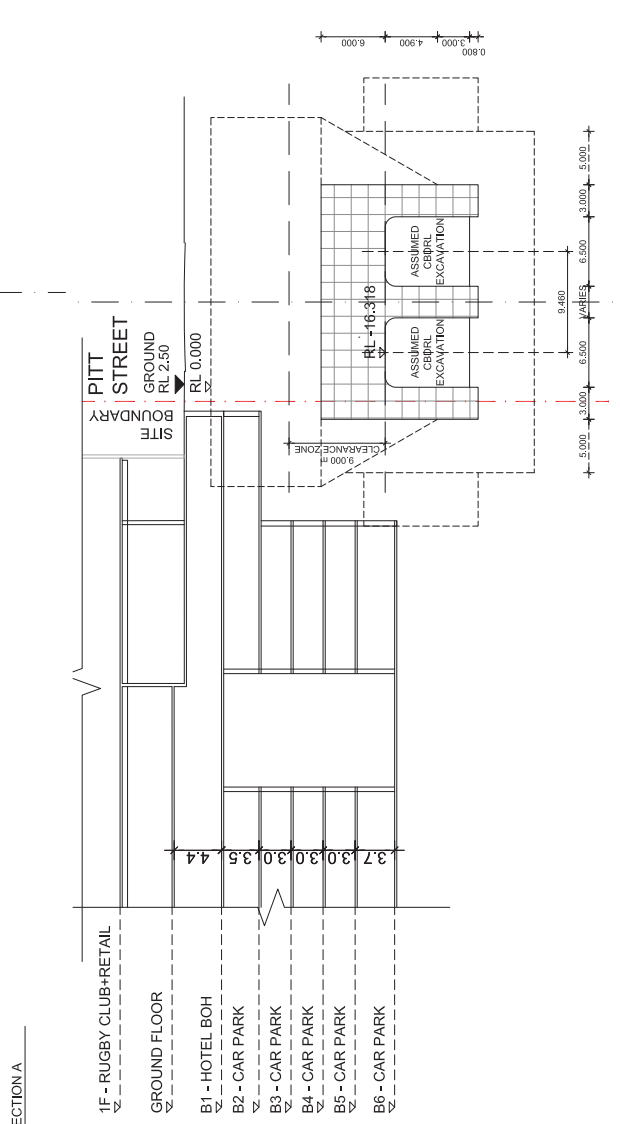 ECTION A
1F - RUGBY CLUB+RETAIL
GROUND FLOOR
B1 - HOTEL BOH
B2 - CAR PARK
B3 - CAR PARK
B4 - CAR PARK
B5 - CAR PARK
B6 - CAR PARK
4.4
3.5
3.0
3.0
3.0
3.7
SITE
BOUNDARY
PITT
STREET
GROUND
RL 2.50
RL 0.000
9.000 m
CLEARANCE ZONE
RL -16.318
ASSUMED
CBDRL
EXCAVATION
ASSUMED
CBDRL
EXCAVATION
6.000
4.900
3.000
0.800
5.000
3.000
6.500
VARIES
6.500
3.000
5.000
9.460